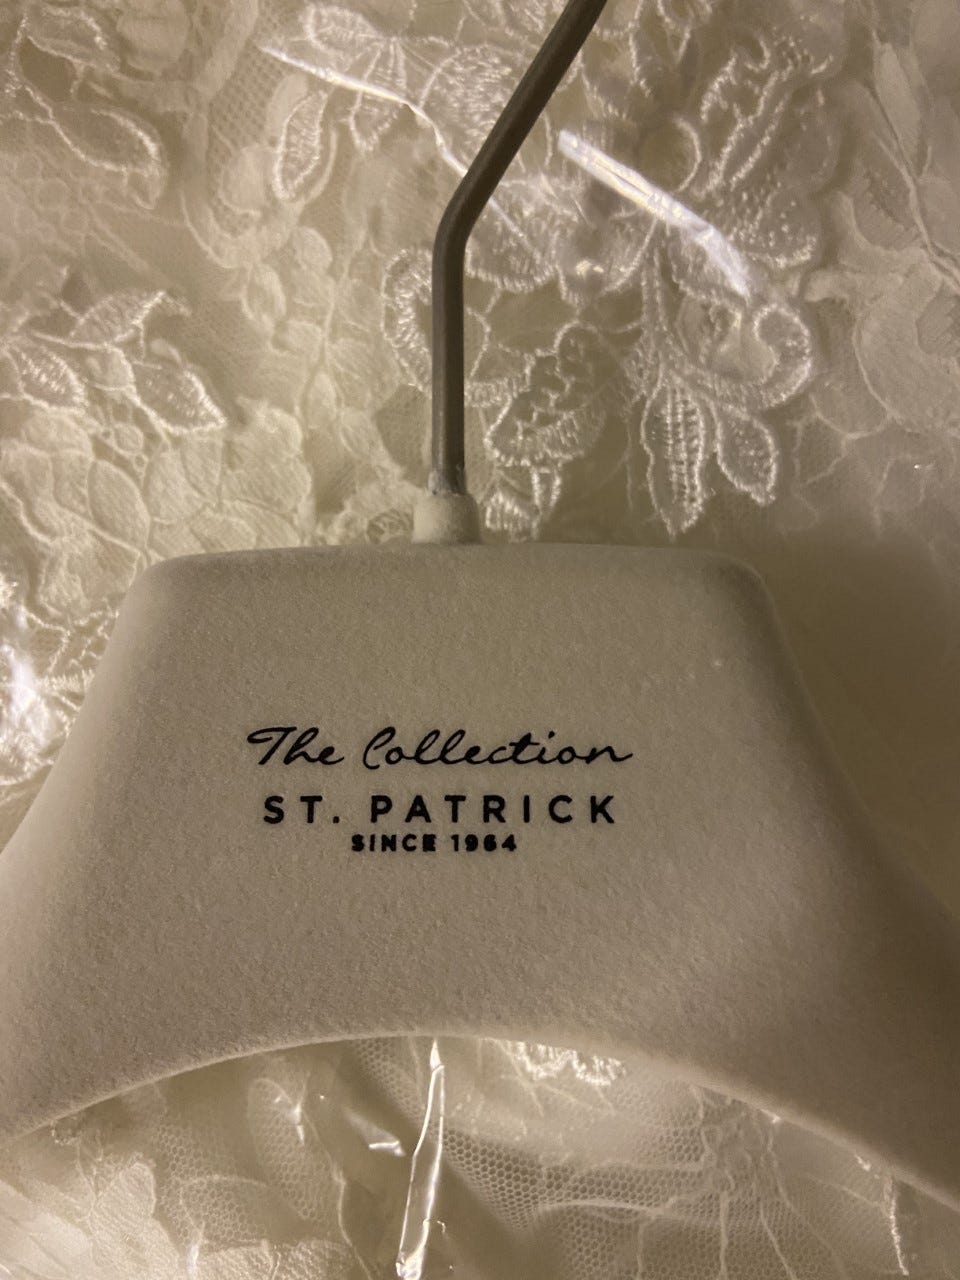 The Collection
ST. PATRICK
SINCE 1964